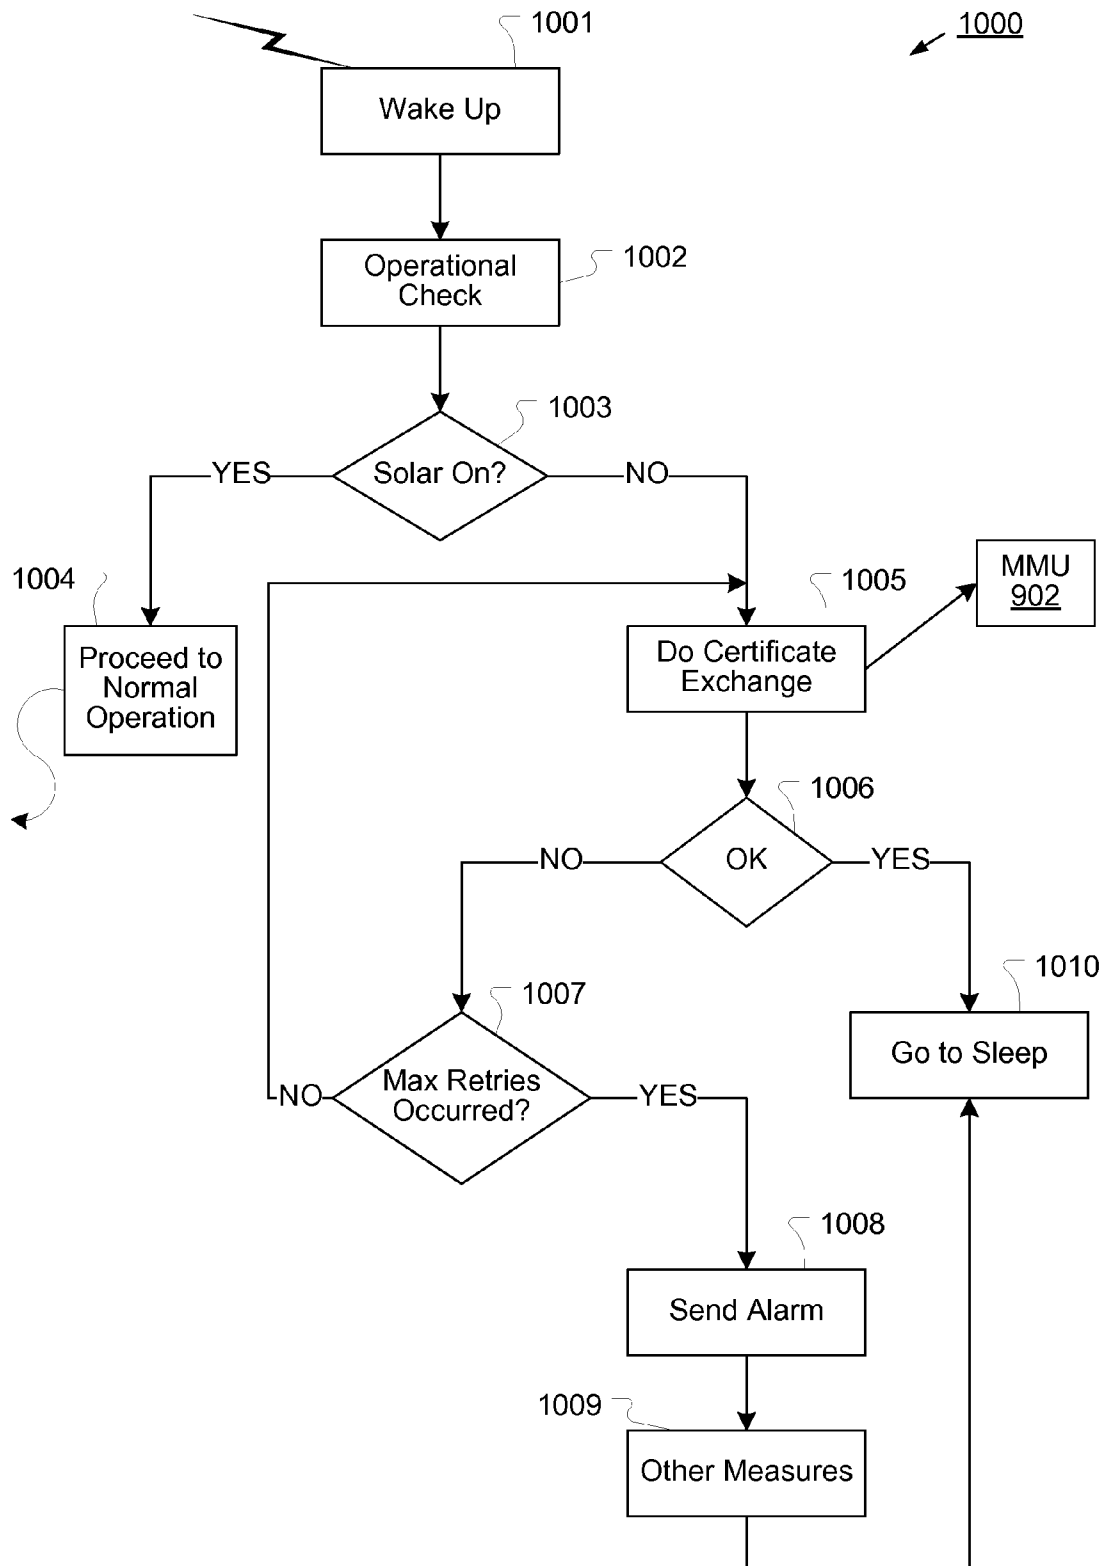 1001
1000
Wake Up
1002
Operational
Check
1003
YES
Solar On?
NO
1004
1005
MMU
902
Proceed to
Normal
Operation
Do Certificate
Exchange
1006
NO
OK
YES
1007
1010
Go to Sleep
NO
Max Retries
Occurred?
YES
1008
Send Alarm
1009
Other Measures